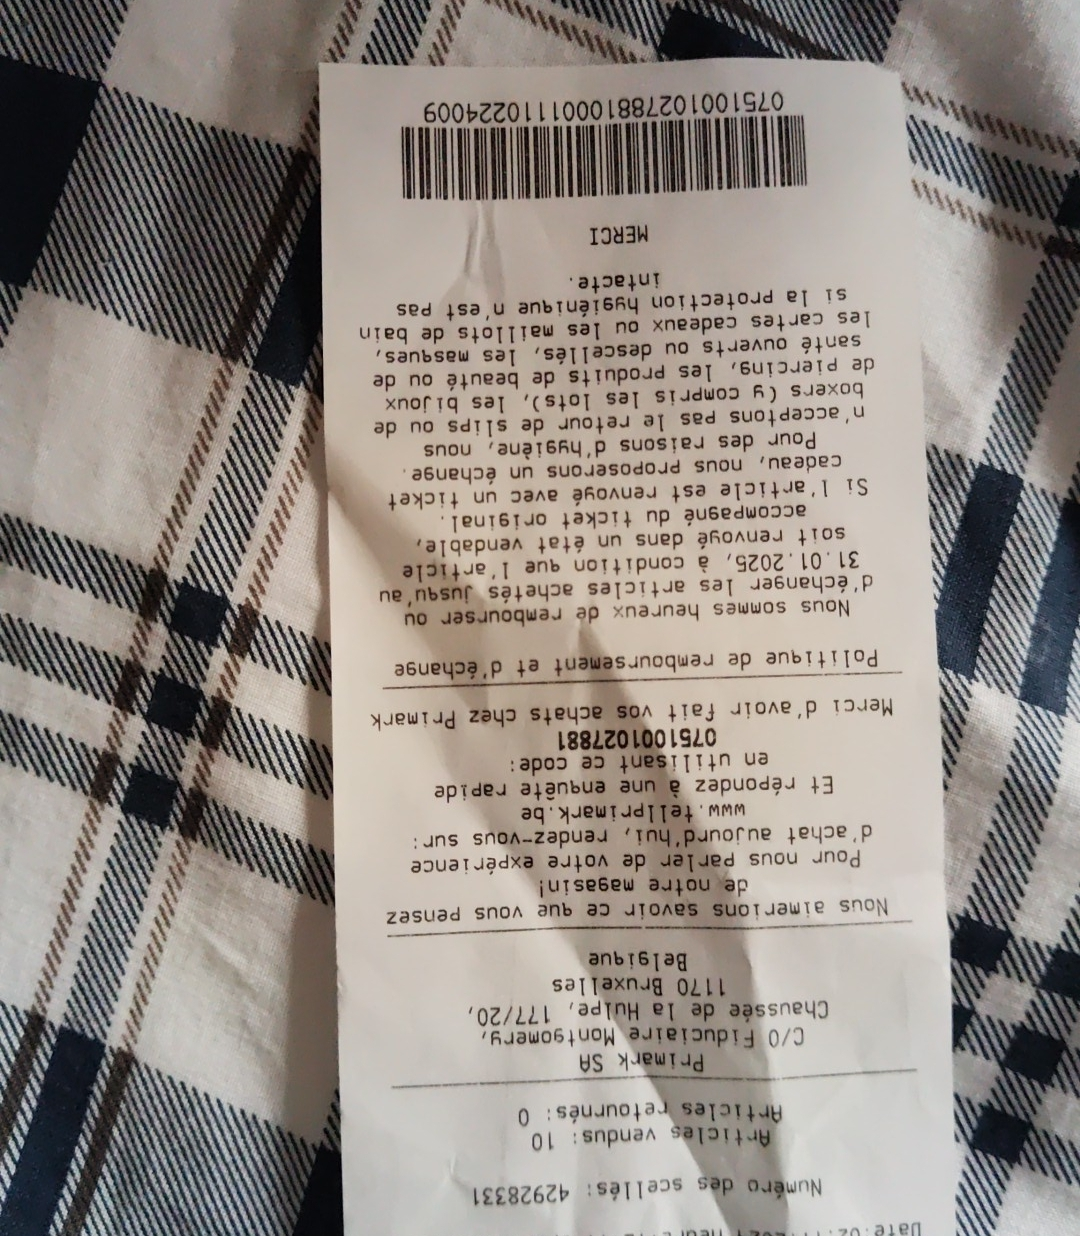 Numéro des scellés: 42928331
Articles vendus: 10
Articles retournés: 0
Primark SA
C/O Fiduciaire Montgomery,
Chaussée de la Hulpe, 177/20,
1170 Bruxelles
Belgique
Nous aimerions savoir ce que vous pensez
de notre magasin!
Pour nous parler de votre expérience
d'achat aujourd'hui, rendez-vous sur:
www.tellprimark.be
Et répondez à une enquête rapide
en utilisant ce code:
0751001027881
Merci d'avoir fait vos achats chez Primark
Politique de remboursement et d'échange
Nous sommes heureux de rembourser ou
d'échanger les articles achetés jusqu'au
31.01.2025, à condition que l'article
soit renvoyé dans un état vendable,
accompagné du ticket original.
Si l'article est renvoyé avec un ticket
cadeau, nous proposerons un échange.
Pour des raisons d'hygiène, nous
n'acceptons pas le retour de slips ou de
boxers (y compris les lots), les bijoux
de piercing, les produits de beauté ou de
santé ouverts ou descellés, les masques,
les cartes cadeaux ou les maillots de bain
si la protection hygiénique n'est pas
intacte.
MERCI
0751001027881000111022​4009